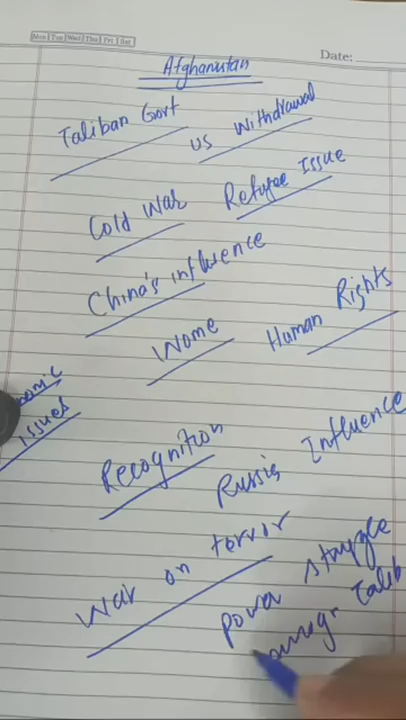 Mon Tue Wed Thu Fri Sat
Date:
Afghanistan
Taliban Govt
US Withdrawal
Cold War
Refugee Issue
China's influence
Wome
Human Rights
nomic
issues
Recognition
Russia Influence
War on terror
Power struggle
Talib